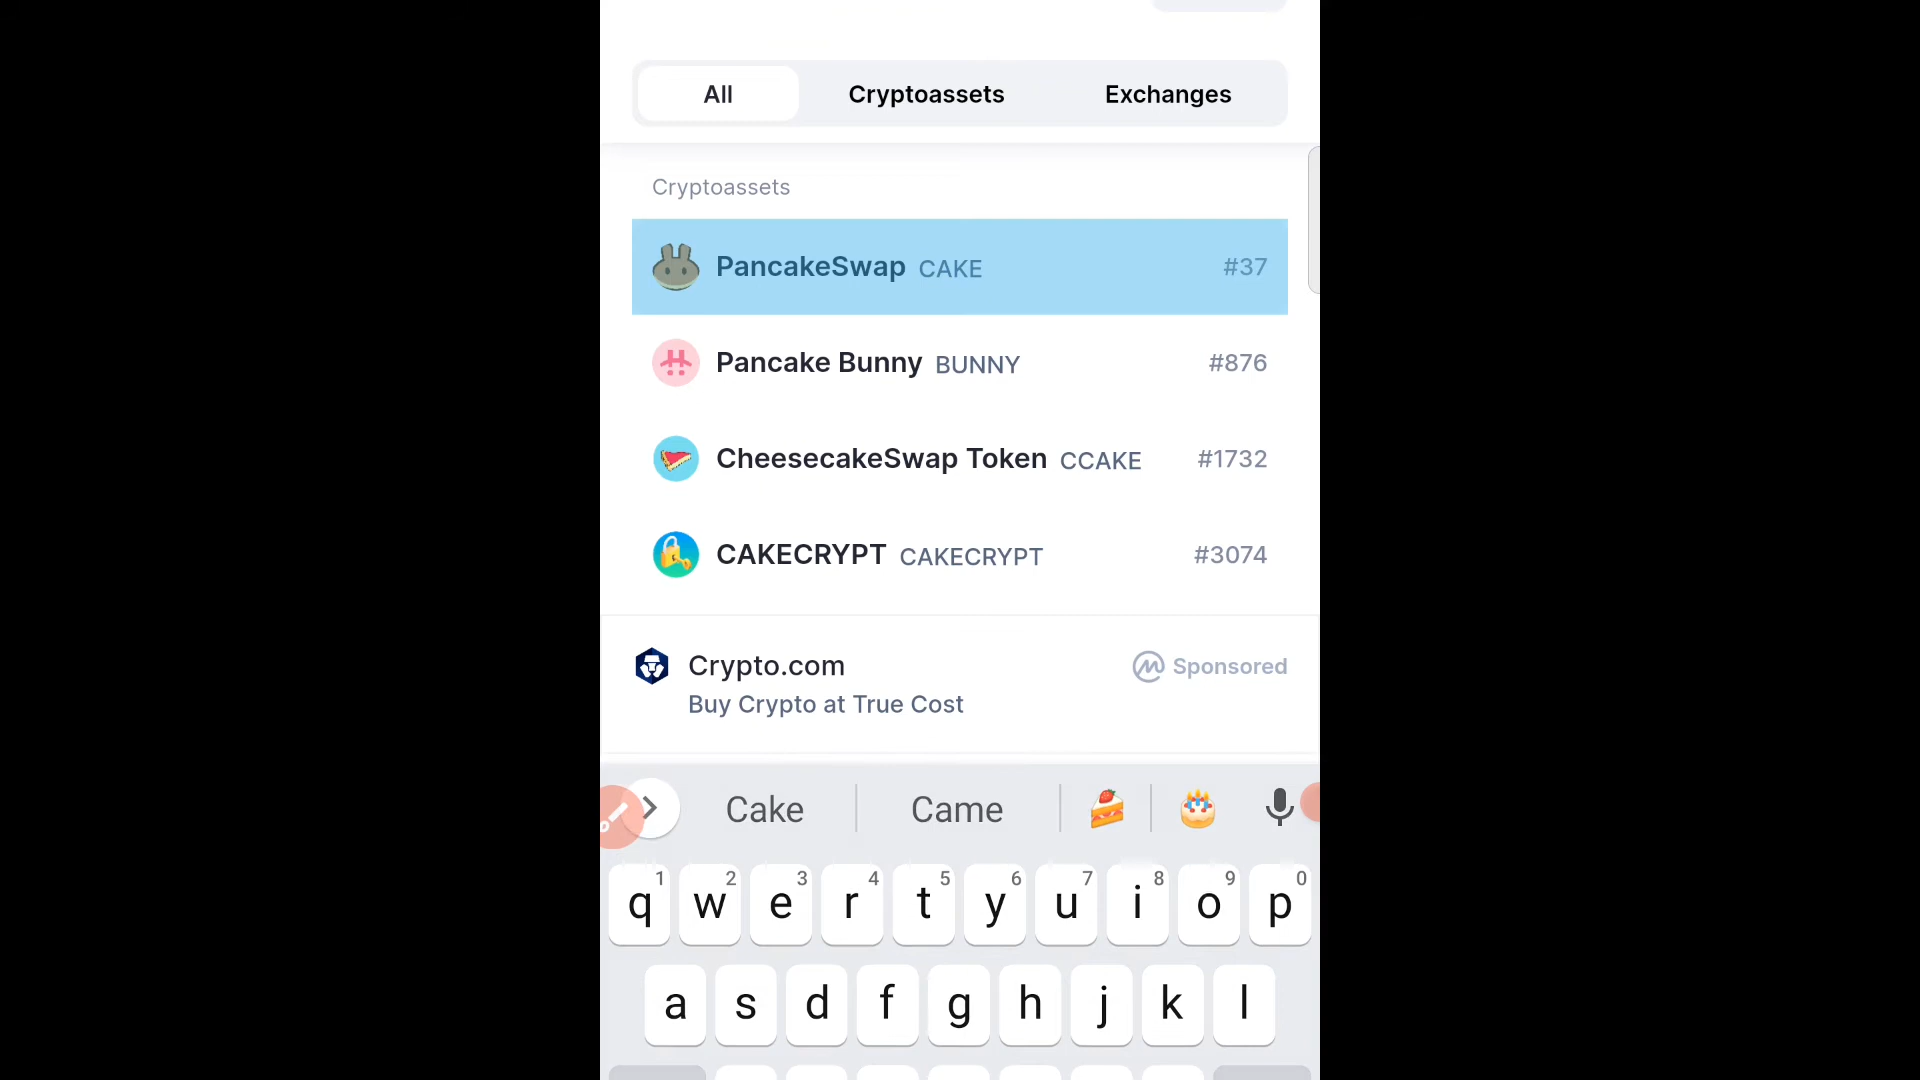 All Cryptoassets Exchanges
Cryptoassets
PancakeSwap CAKE #37
Pancake Bunny BUNNY #876
CheesecakeSwap Token CCAKE #1732
CAKECRYPT CAKECRYPT #3074
Crypto.com Sponsored
Buy Crypto at True Cost
Cake Came
1 2 3 4 5 6 7 8 9 0
q w e r t y u i o p
a s d f g h j k l